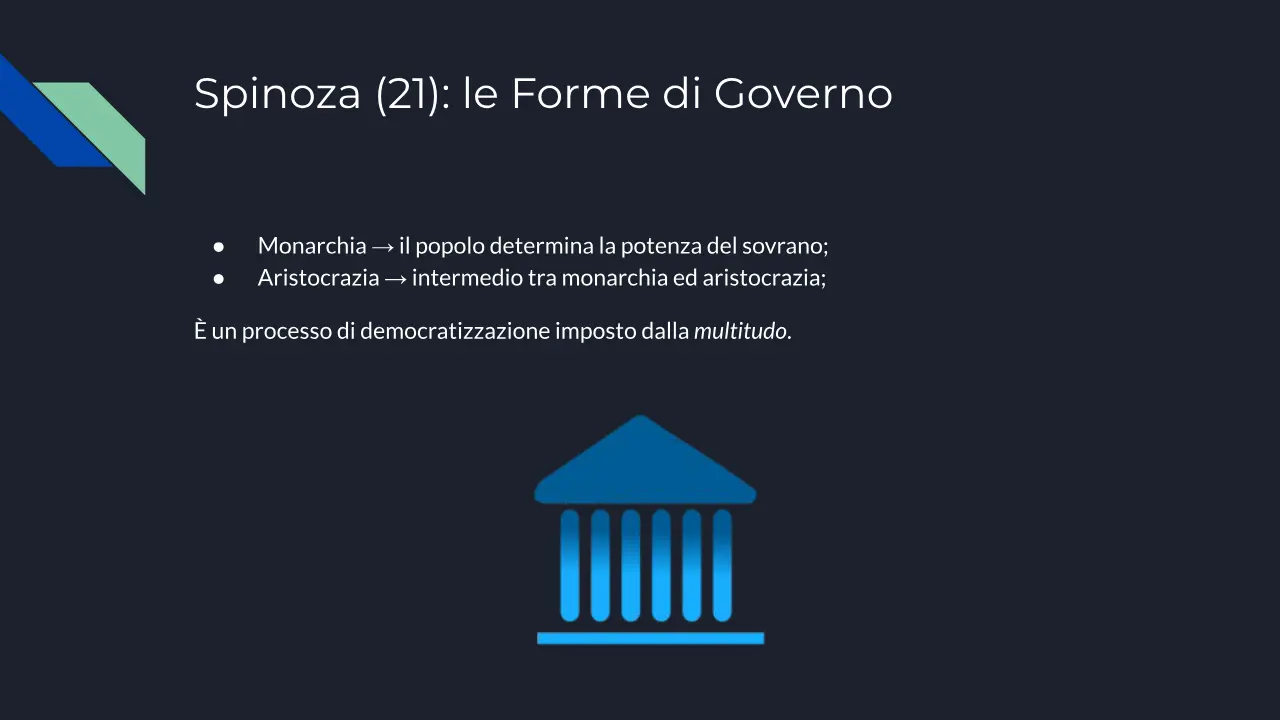 Spinoza (21): le Forme di Governo
● Monarchia → il popolo determina la potenza del sovrano;
● Aristocrazia → intermedio tra monarchia ed aristocrazia;
È un processo di democratizzazione imposto dalla multitudo.